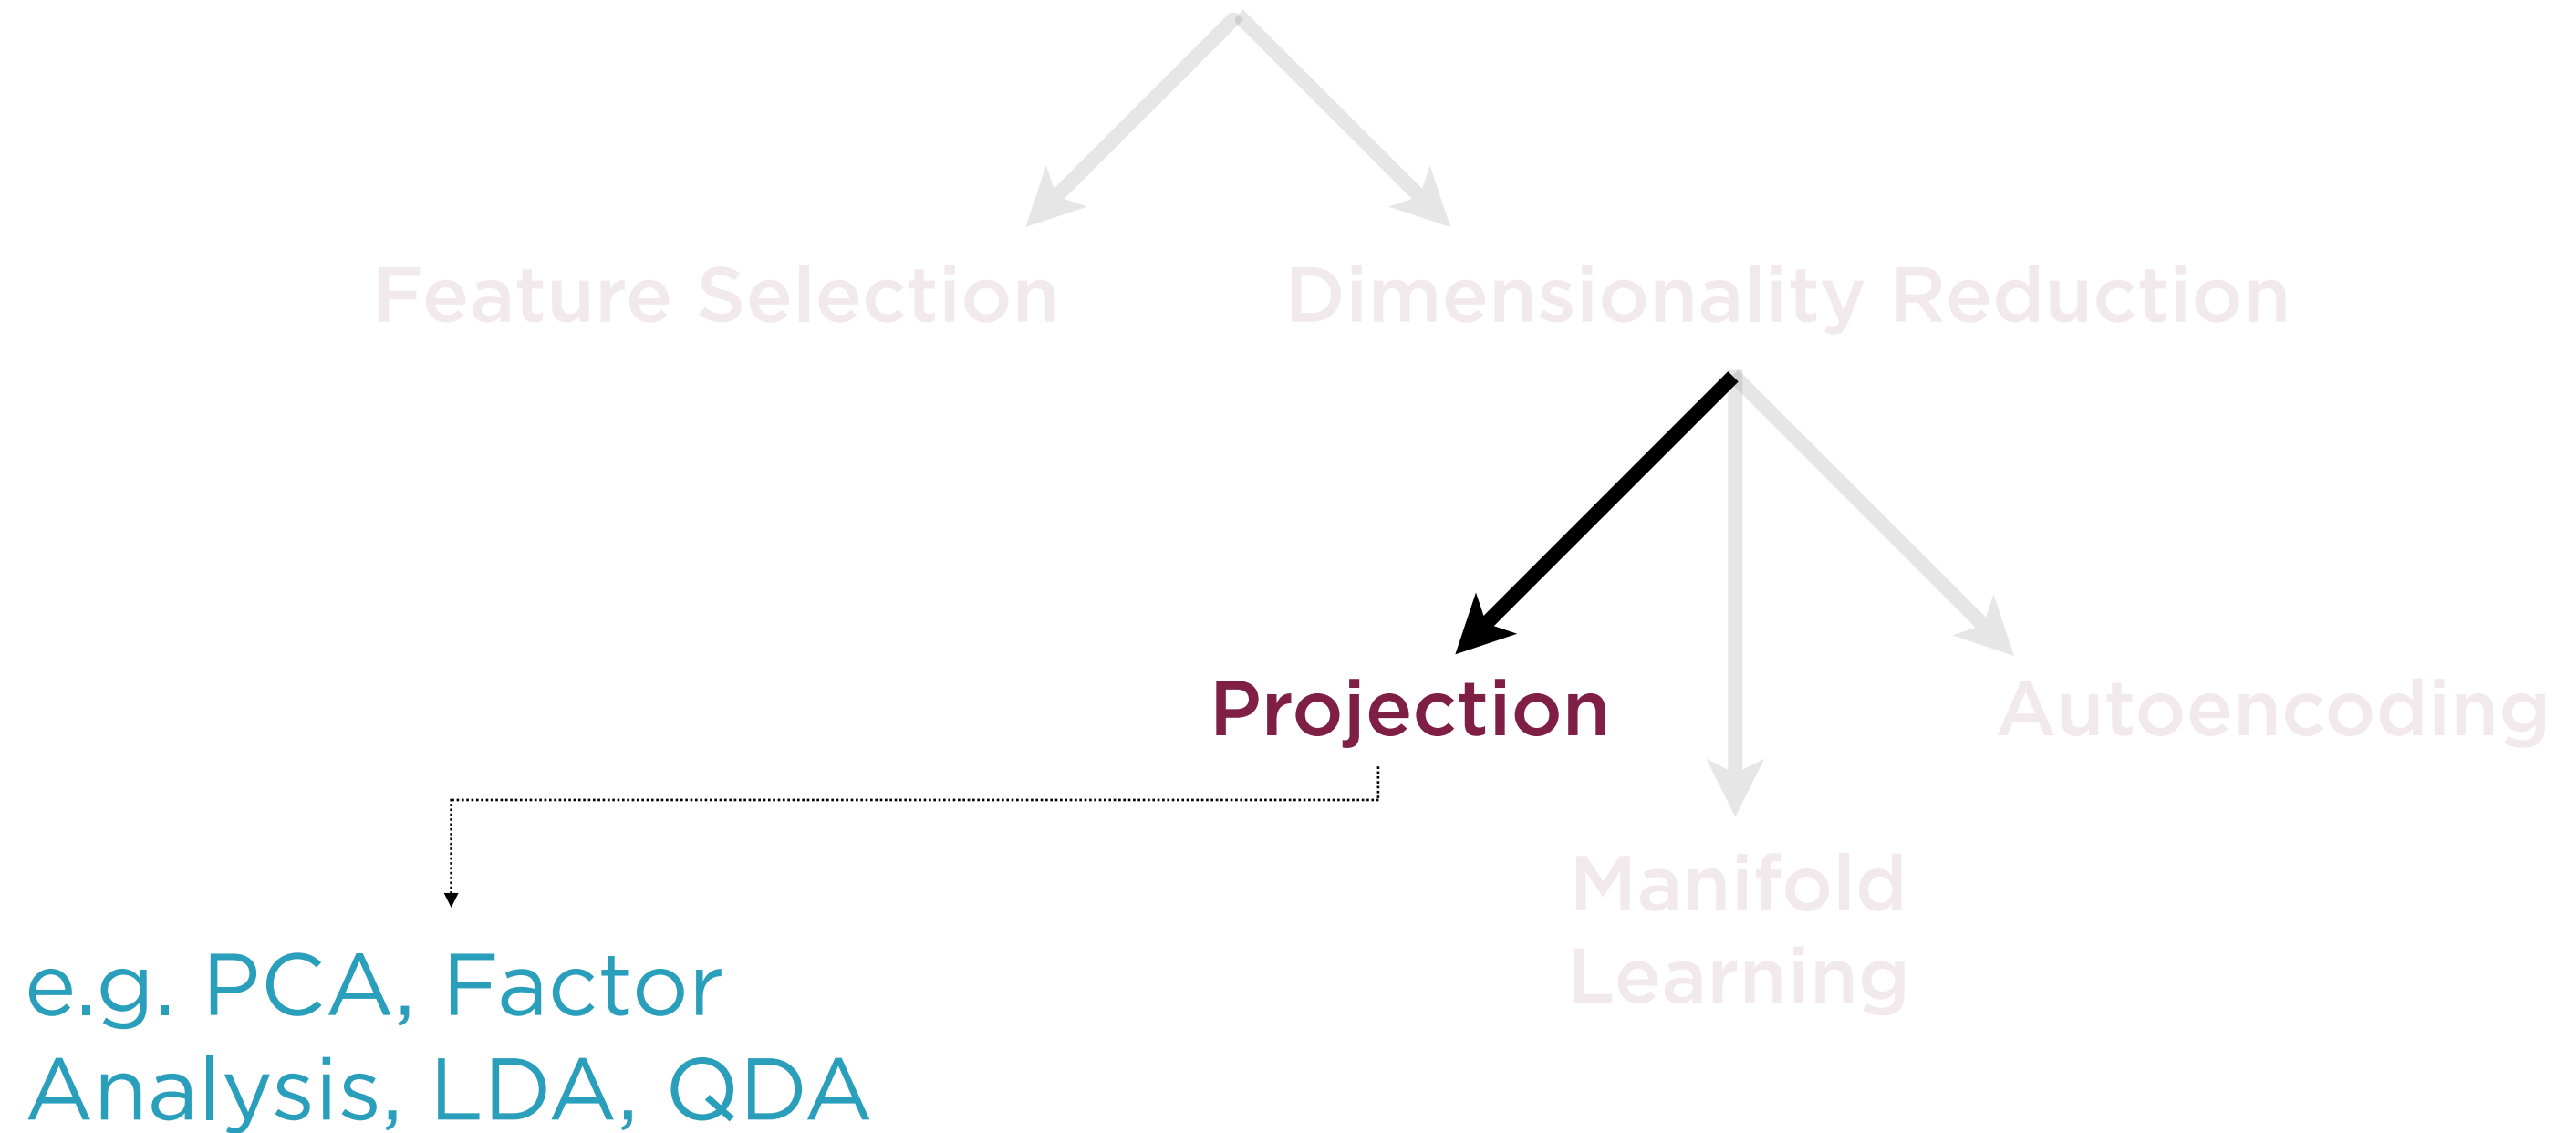 Feature Selection
Dimensionality Reduction
Projection
Autoencoding
Manifold
Learning
e.g. PCA, Factor
Analysis, LDA, QDA